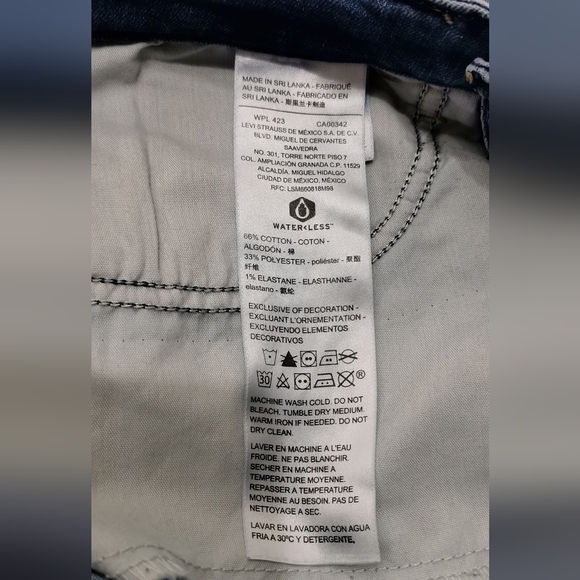 MADE IN SRI LANKA - FABRIQUÉ
AU SRI LANKA - FABRICADO EN
SRI LANKA - 斯里兰卡制造
WPL 423 CA00342
LEVI STRAUSS DE MÉXICO S.A. DE C.V.
BLVD. MIGUEL DE CERVANTES
SAAVEDRA
NO. 301, TORRE NORTE PISO 7
COL. AMPLIACIÓN GRANADA C.P. 11529
ALCALDÍA. MIGUEL HIDALGO
CIUDAD DE MÉXICO, MÉXICO
RFC: LSM860818M98
WATER<LESS™
66% COTTON - COTON -
ALGODÓN - 棉
33% POLYESTER - poliéster - 聚酯
纤维
1% ELASTANE - ELASTHANNE -
elastano - 氨纶
EXCLUSIVE OF DECORATION -
EXCLUANT L'ORNEMENTATION -
EXCLUYENDO ELEMENTOS
DECORATIVOS
30 ®
MACHINE WASH COLD. DO NOT
BLEACH. TUMBLE DRY MEDIUM.
WARM IRON IF NEEDED. DO NOT
DRY CLEAN.
LAVER EN MACHINE A L'EAU
FROIDE. NE PAS BLANCHIR.
SECHER EN MACHINE A
TEMPERATURE MOYENNE.
REPASSER A TEMPERATURE
MOYENNE AU BESOIN. PAS DE
NETTOYAGE A SEC.
LAVAR EN LAVADORA CON AGUA
FRIA A 30ºC Y DETERGENTE,